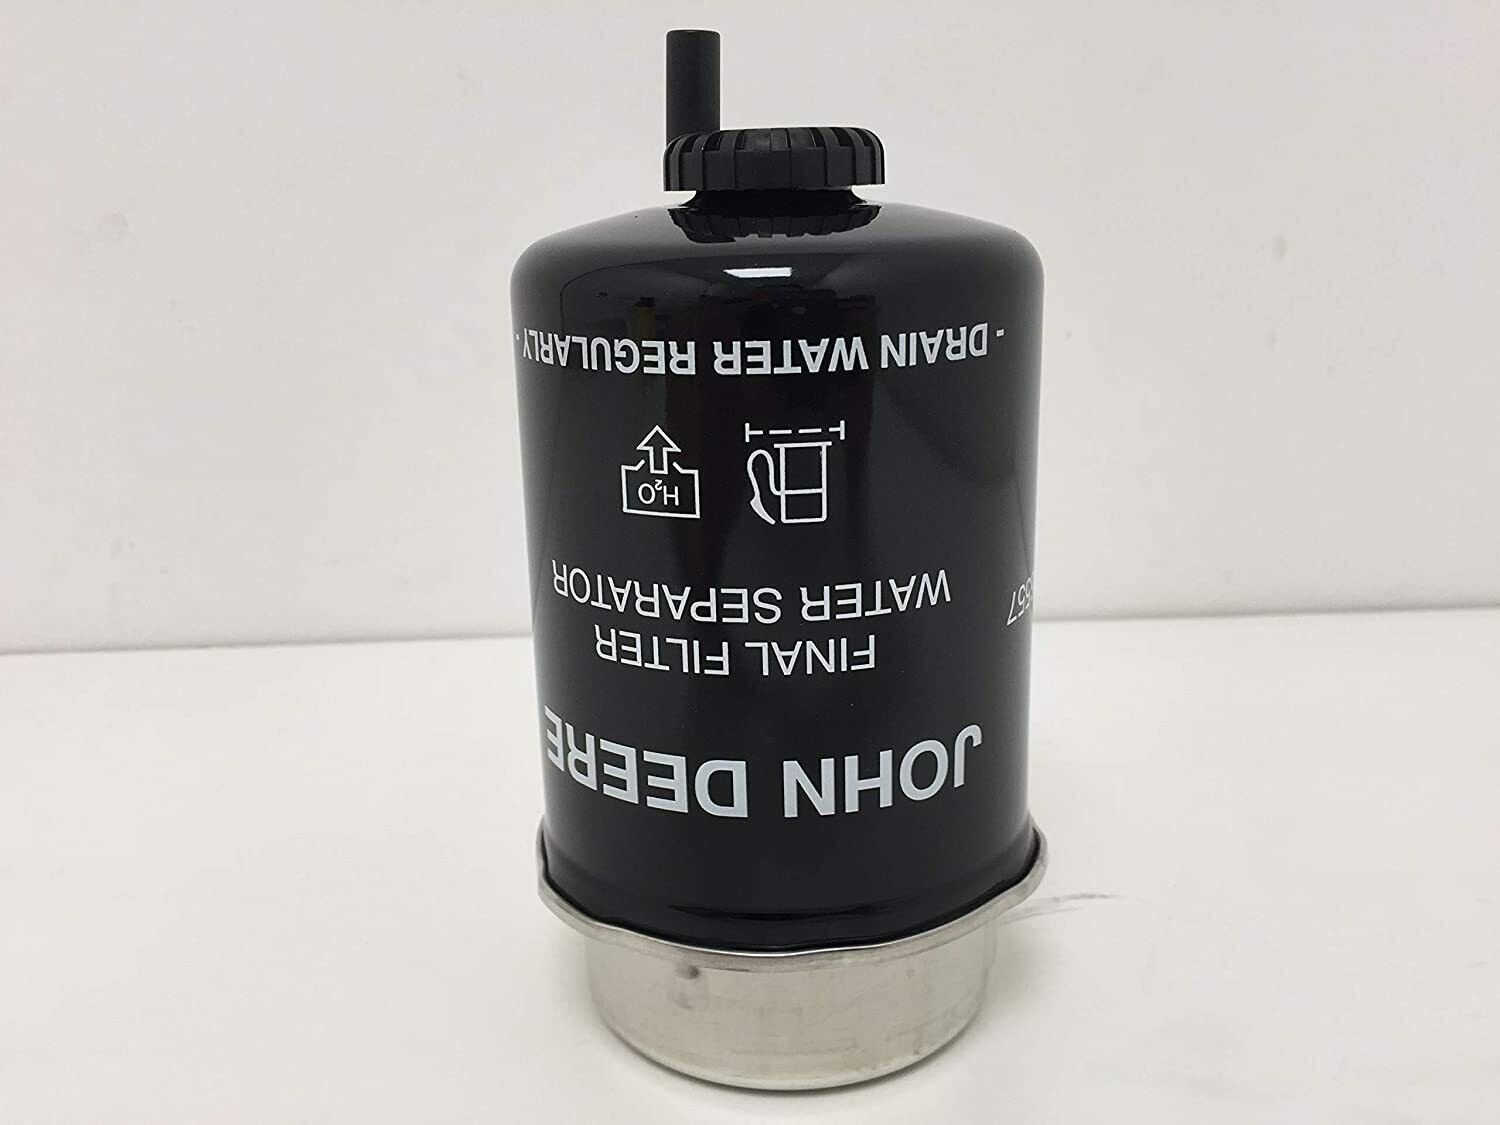 JOHN DEERE
FINAL FILTER
WATER SEPARATOR
H₂O
- DRAIN WATER REGULARLY -